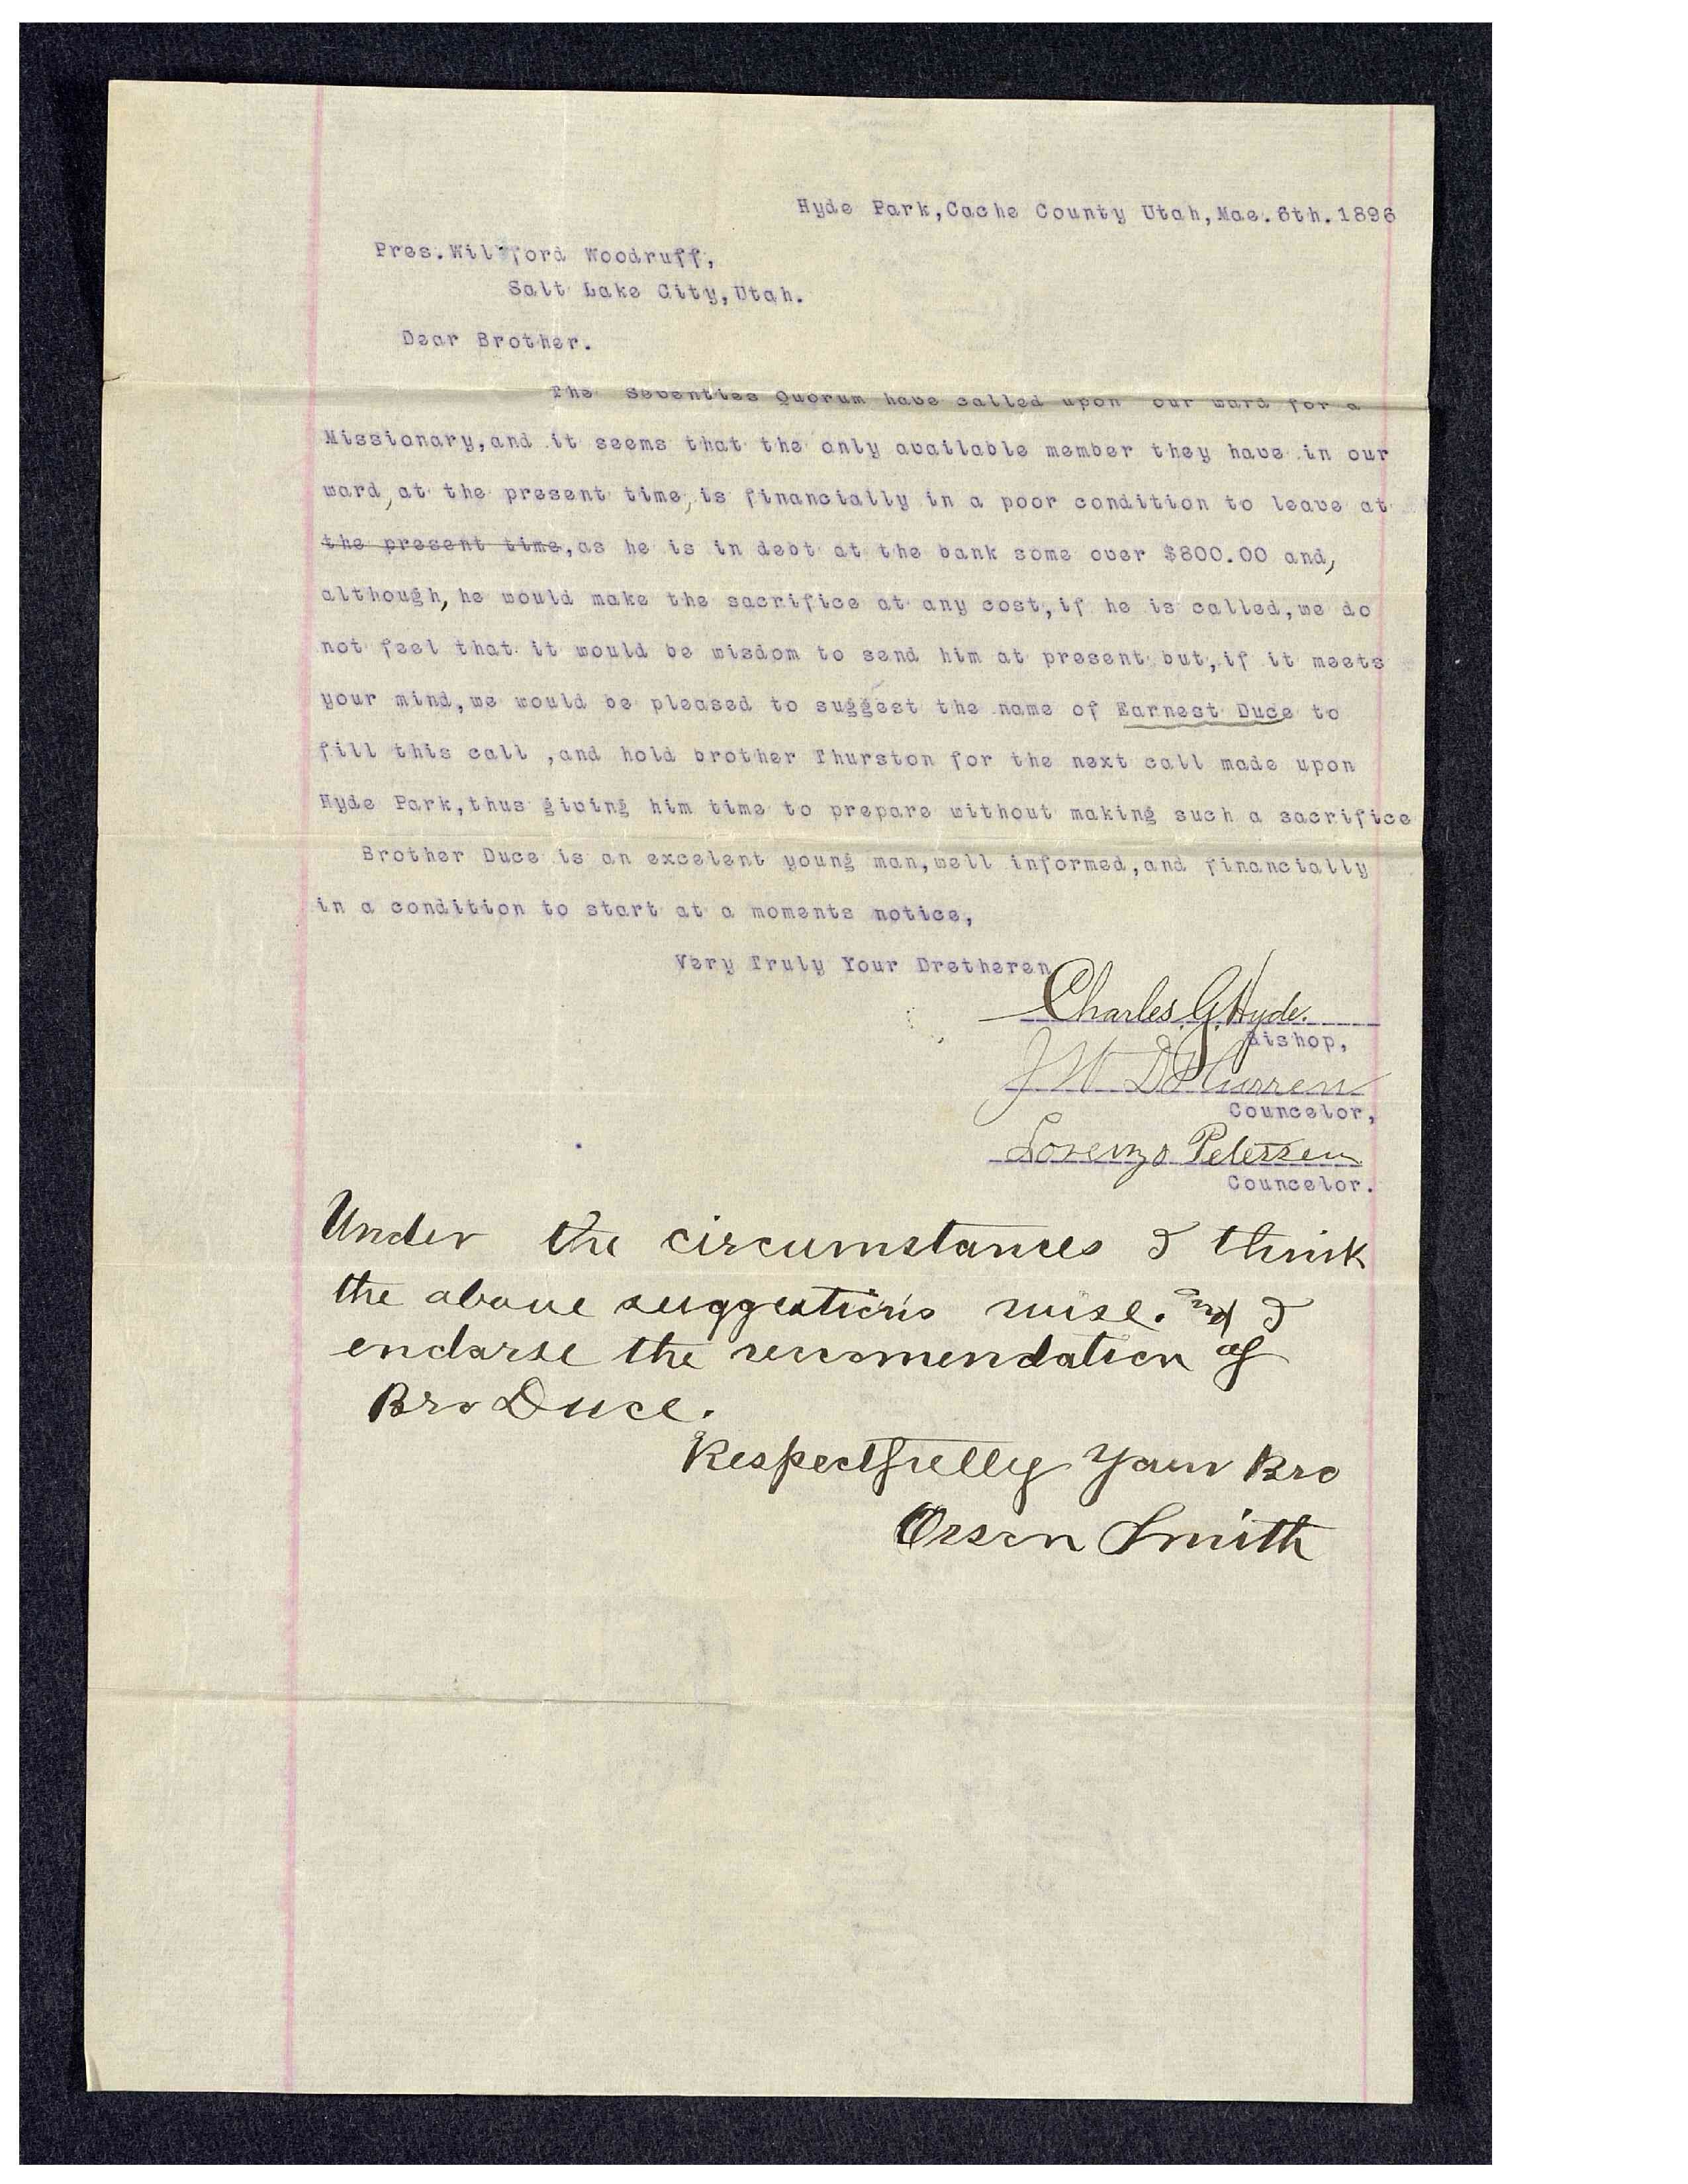 Hyde Park,Cache County Utah,Mae.6th.1896
Pres.Willford Woodruff,
Salt Lake City,Utah.
Dear Brother.
The Seventies Quorum have called upon our ward for a
Missionary,and it seems that the only available member they have in our
ward, at the present time, is financially in a poor condition to leave at
the present time,as he is in debt at the bank some over $800.00 and,
although, he would make the sacrifice at any cost,if he is called,we do
not feel that it would be wisdom to send him at present but,if it meets
your mind,we would be pleased to suggest the name of Earnest Duce to
fill this call ,and hold brother Thurston for the next call made upon
Hyde Park,thus giving him time to prepare without making such a sacrifice
Brother Duce is an excelent young man,well informed,and financially
in a condition to start at a moments notice,
Very Truly Your Bretheren
Charles. G. Hyde.
Bishop,
J W
Councelor,
Lorenzo Petersen
Councelor.
Under the circumstances I think
the above suggestions wise. and I
endorse the recomendation of
Bro Duce.
Respectfully Your Bro
Orson Smith